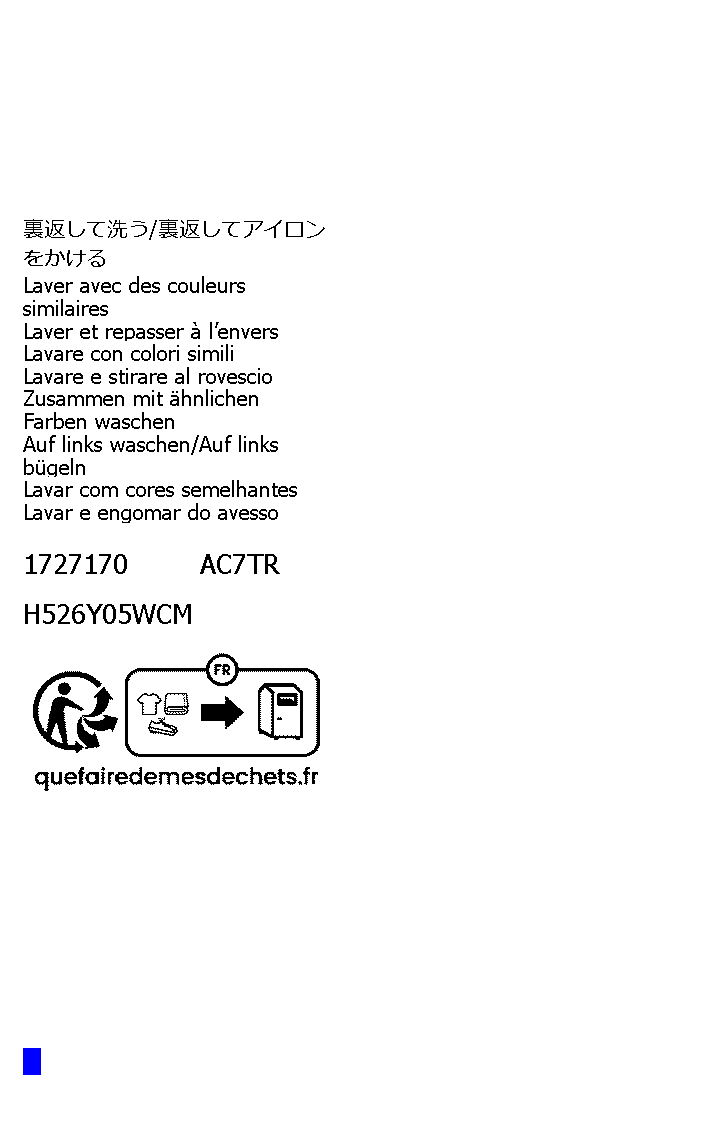 裏返して洗う/裏返してアイロン
をかける
Laver avec des couleurs
similaires
Laver et repasser à l’envers
Lavare con colori simili
Lavare e stirare al rovescio
Zusammen mit ähnlichen
Farben waschen
Auf links waschen/Auf links
bügeln
Lavar com cores semelhantes
Lavar e engomar do avesso
1727170 AC7TR
H526Y05WCM
FR
quefairedemesdechets.fr